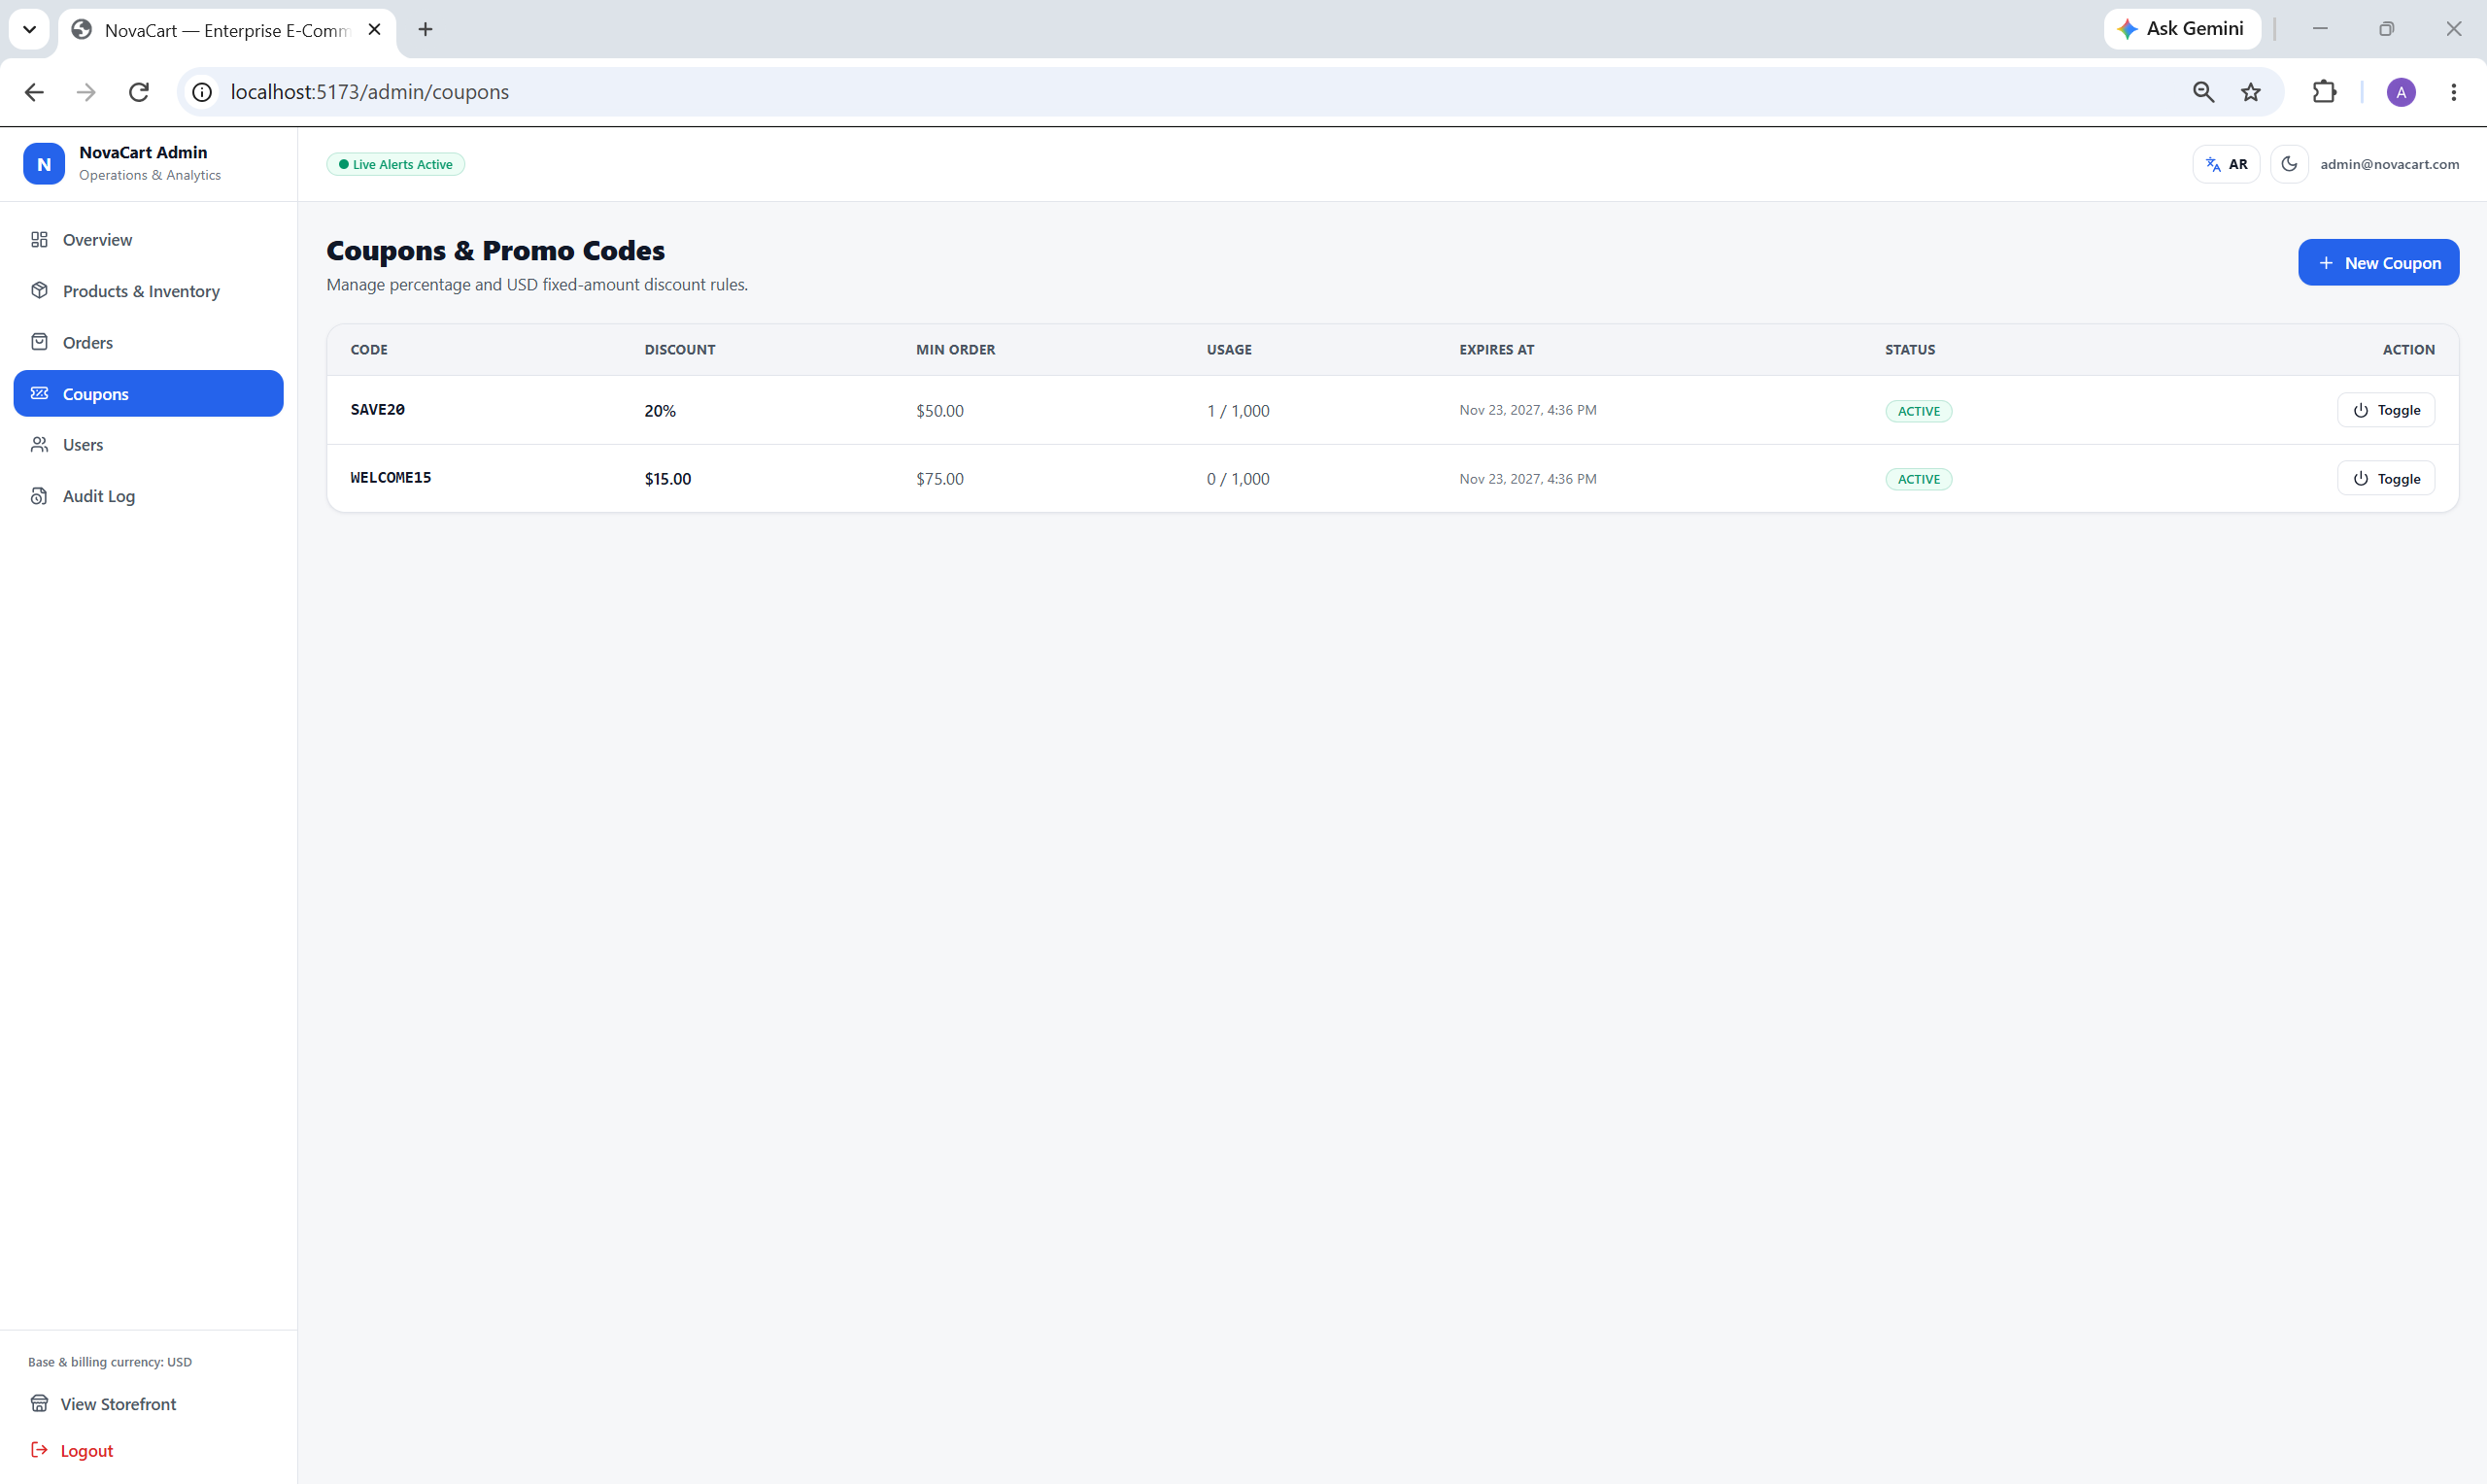 NovaCart — Enterprise E-Comm
Ask Gemini
localhost:5173/admin/coupons
A
N
NovaCart Admin
Operations & Analytics
Live Alerts Active
AR
admin@novacart.com
Overview
Products & Inventory
Orders
Coupons
Users
Audit Log
Coupons & Promo Codes
Manage percentage and USD fixed-amount discount rules.
+ New Coupon
CODE DISCOUNT MIN ORDER USAGE EXPIRES AT STATUS ACTION
SAVE20 20% $50.00 1 / 1,000 Nov 23, 2027, 4:36 PM ACTIVE Toggle
WELCOME15 $15.00 $75.00 0 / 1,000 Nov 23, 2027, 4:36 PM ACTIVE Toggle
Base & billing currency: USD
View Storefront
Logout